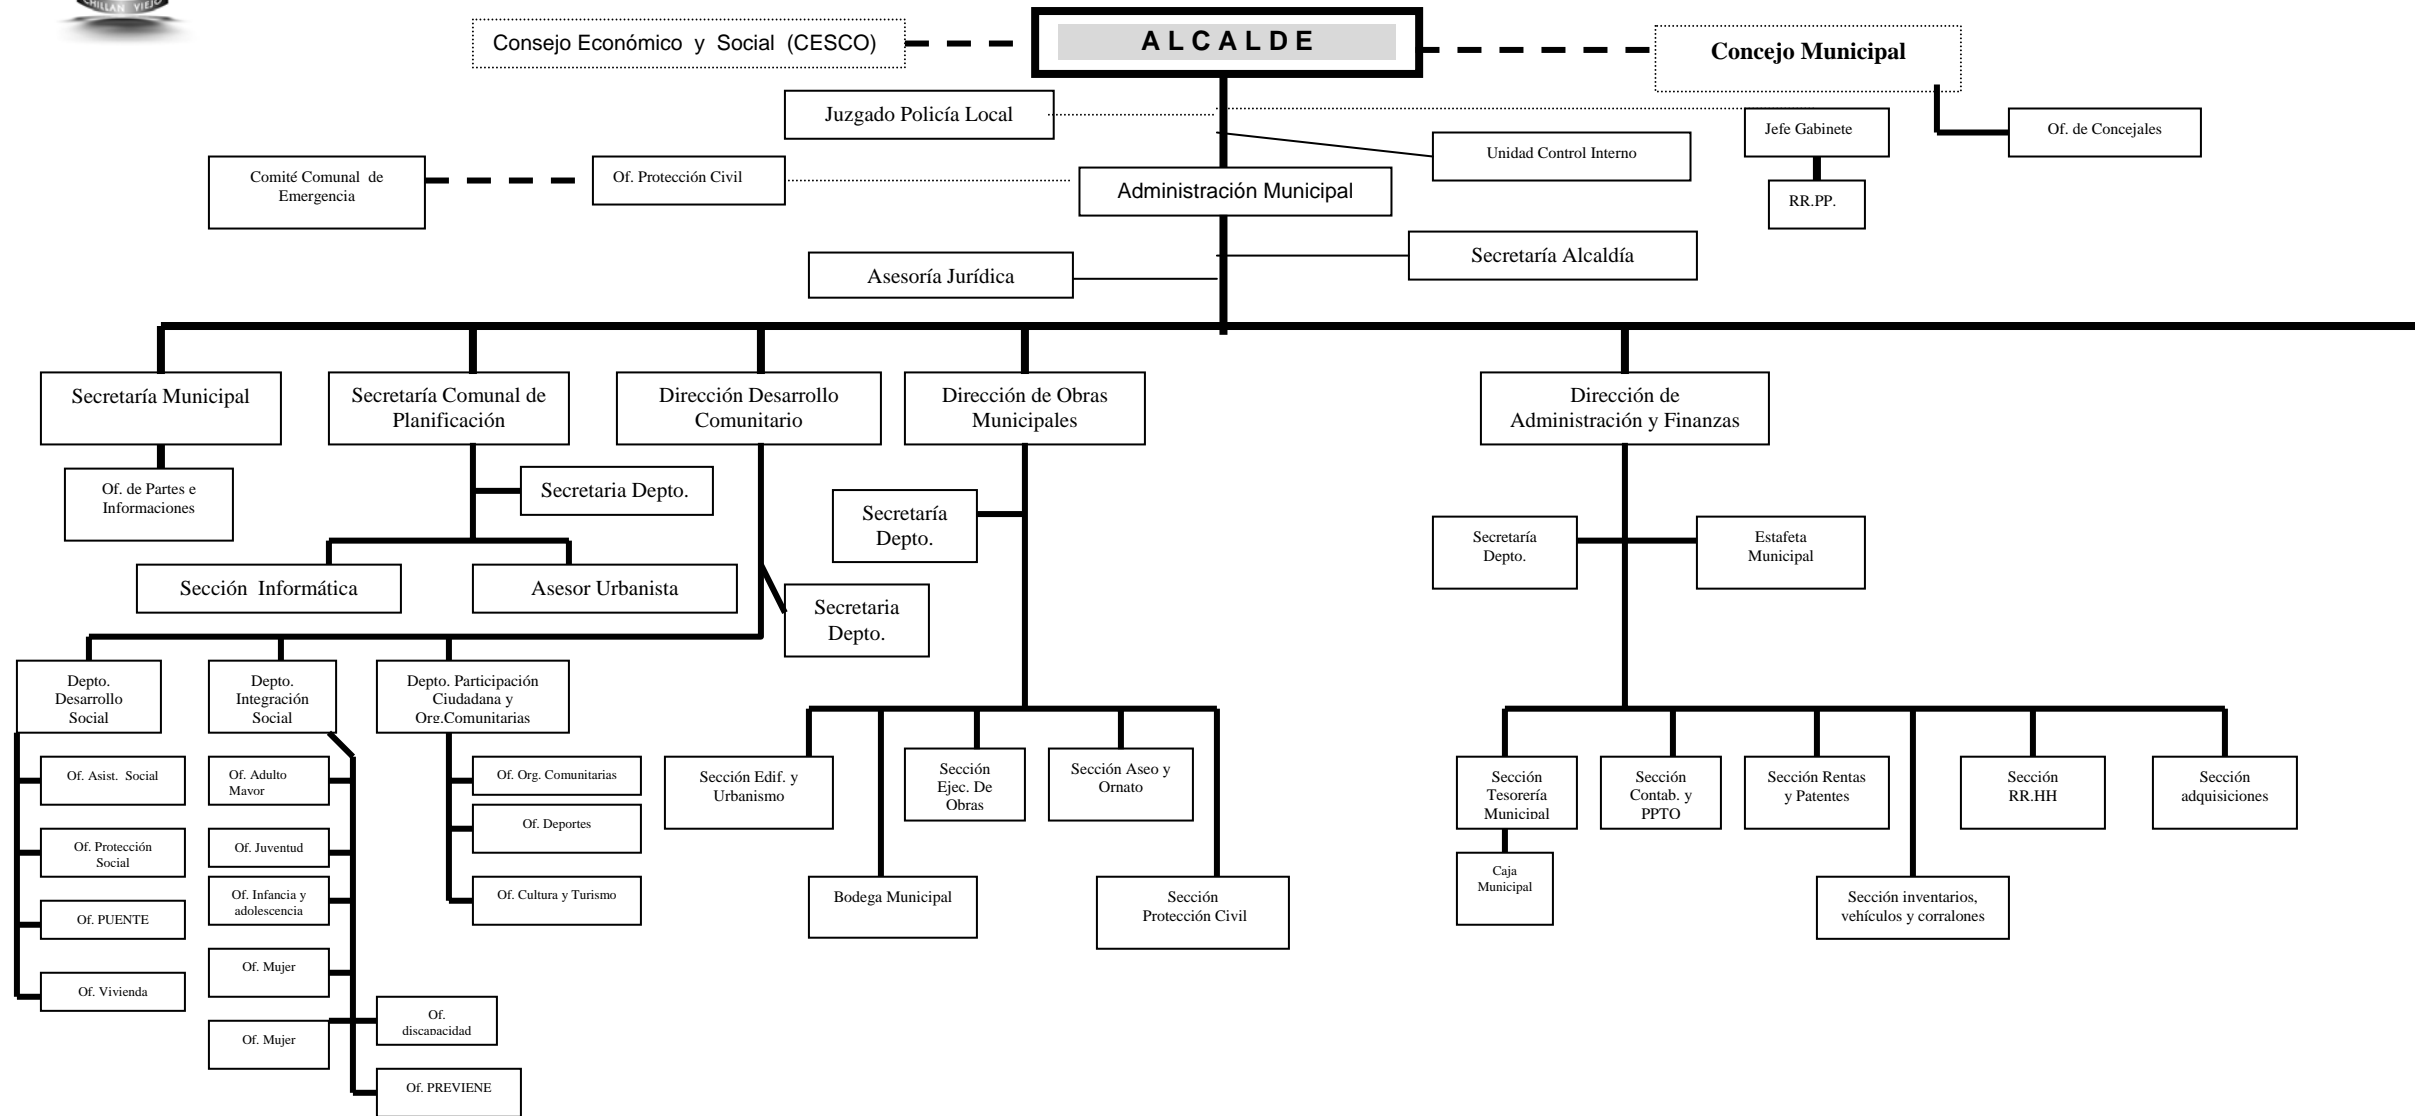 CHILLAN VIEJO
Consejo Económico y Social (CESCO)
ALCALDE
Concejo Municipal
Juzgado Policía Local
Jefe Gabinete
Of. de Concejales
Unidad Control Interno
Comité Comunal de
Emergencia
Of. Protección Civil
Administración Municipal
RR.PP.
Secretaría Alcaldía
Asesoría Jurídica
Secretaría Municipal
Secretaría Comunal de
Planificación
Dirección Desarrollo
Comunitario
Dirección de Obras
Municipales
Dirección de
Administración y Finanzas
Of. de Partes e
Informaciones
Secretaria Depto.
Secretaría
Depto.
Secretaría
Depto.
Estafeta
Municipal
Sección Informática
Asesor Urbanista
Secretaria
Depto.
Depto.
Desarrollo
Social
Depto.
Integración
Social
Depto. Participación
Ciudadana y
Org.Comunitarias
Of. Asist. Social
Of. Protección
Social
Of. PUENTE
Of. Vivienda
Of. Adulto
Mayor
Of. Juventud
Of. Infancia y
adolescencia
Of. Mujer
Of. Mujer
Of.
discapacidad
Of. PREVIENE
Of. Org. Comunitarias
Of. Deportes
Of. Cultura y Turismo
Sección Edif. y
Urbanismo
Sección
Ejec. De
Obras
Sección Aseo y
Ornato
Bodega Municipal
Sección
Protección Civil
Sección
Tesorería
Municipal
Sección
Contab. y
PPTO
Sección Rentas
y Patentes
Sección
RR.HH
Sección
adquisiciones
Caja
Municipal
Sección inventarios,
vehículos y corralones